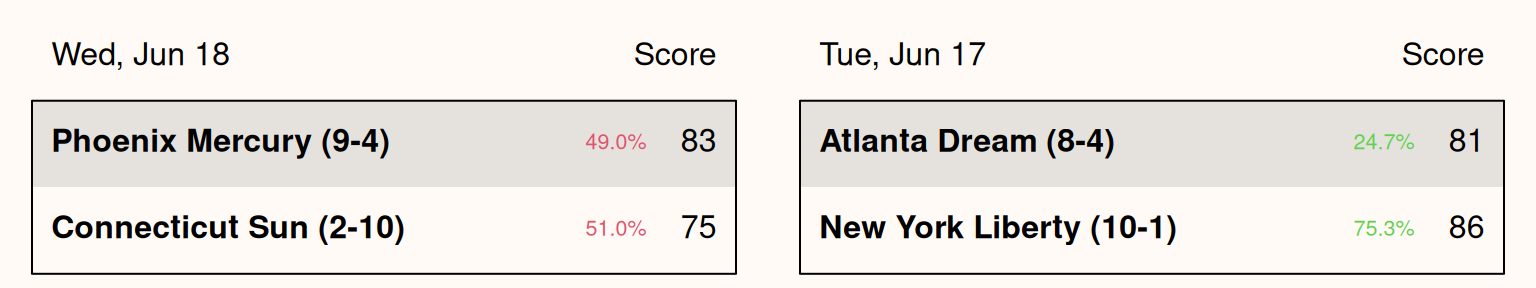 Wed, Jun 18 Score
Phoenix Mercury (9-4) 49.0% 83
Connecticut Sun (2-10) 51.0% 75
Tue, Jun 17 Score
Atlanta Dream (8-4) 24.7% 81
New York Liberty (10-1) 75.3% 86